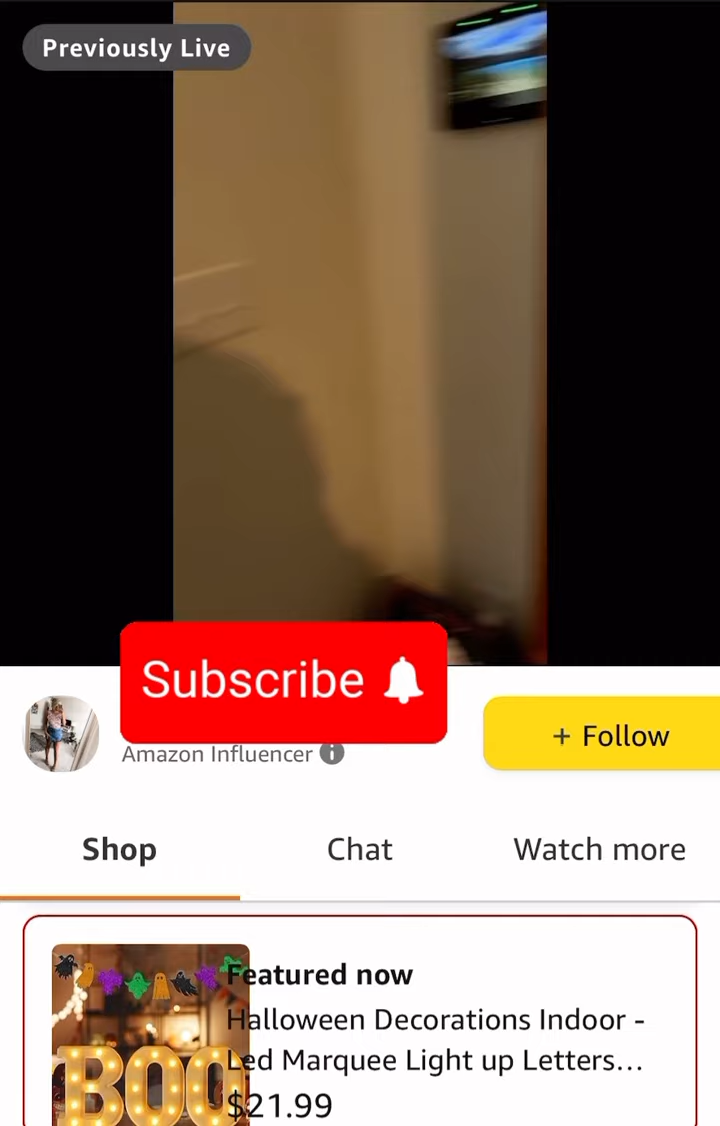 Previously Live
Subscribe
Amazon Influencer
+ Follow
Shop
Chat
Watch more
Featured now
Halloween Decorations Indoor -
Led Marquee Light up Letters...
$21.99
BOO